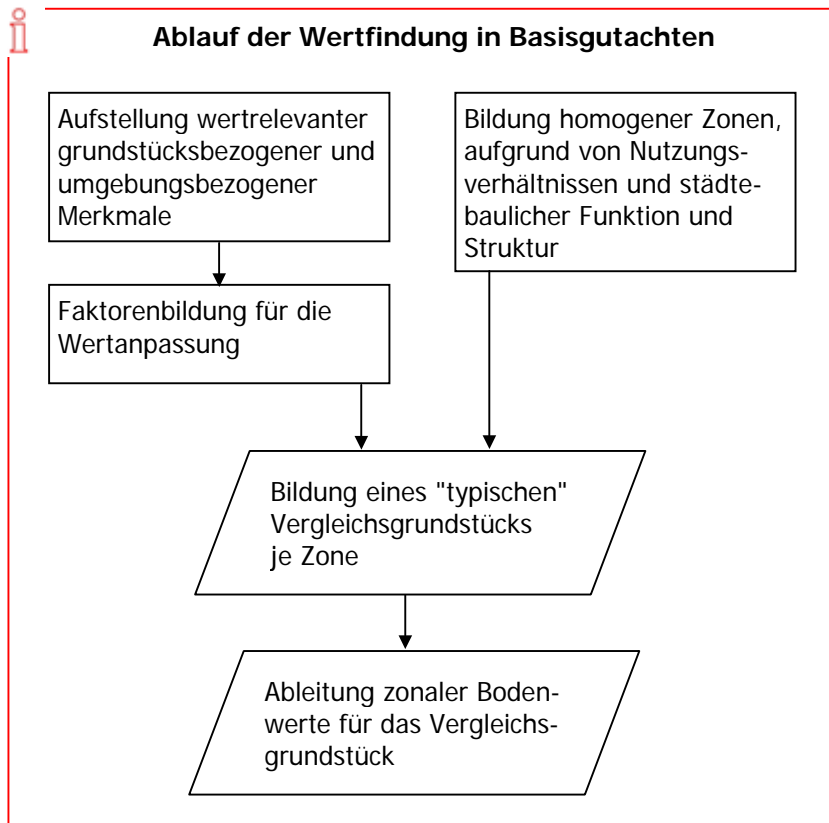 Ablauf der Wertfindung in Basisgutachten
Aufstellung wertrelevanter
grundstücksbezogener und
umgebungsbezogener
Merkmale
Bildung homogener Zonen,
aufgrund von Nutzungs-
verhältnissen und städte-
baulicher Funktion und
Struktur
Faktorenbildung für die
Wertanpassung
Bildung eines "typischen"
Vergleichsgrundstücks
je Zone
Ableitung zonaler Boden-
werte für das Vergleichs-
grundstück